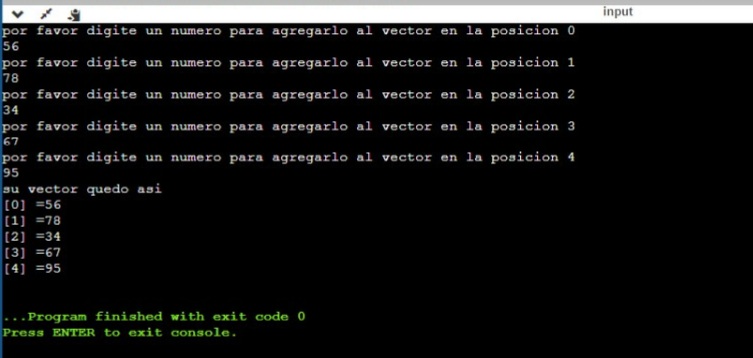 input
por favor digite un numero para agregarlo al vector en la posicion 0
56
por favor digite un numero para agregarlo al vector en la posicion 1
78
por favor digite un numero para agregarlo al vector en la posicion 2
34
por favor digite un numero para agregarlo al vector en la posicion 3
67
por favor digite un numero para agregarlo al vector en la posicion 4
95
su vector quedo asi
[0] =56
[1] =78
[2] =34
[3] =67
[4] =95
...Program finished with exit code 0
Press ENTER to exit console.